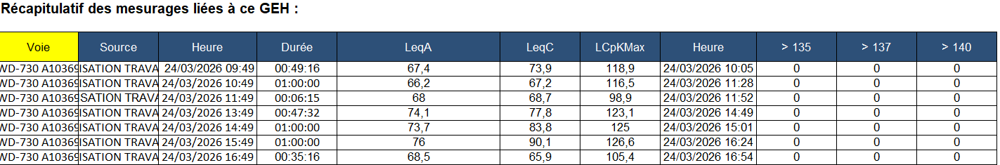 Récapitulatif des mesurages liées à ce GEH :
Voie Source Heure Durée LeqA LeqC LCpKMax Heure > 135 > 137 > 140
WD-730 A10369 ISATION TRAVA 24/03/2026 09:49 00:49:16 67,4 73,9 118,9 24/03/2026 10:05 0 0 0
WD-730 A10369 ISATION TRAVA 24/03/2026 10:49 01:00:00 66,2 67,2 116,5 24/03/2026 11:28 0 0 0
WD-730 A10369 SATION TRAVA 24/03/2026 11:49 00:06:15 68 68,7 98,9 24/03/2026 11:52 0 0 0
WD-730 A10369 ISATION TRAVA 24/03/2026 13:49 00:47:32 74,1 77,8 123,1 24/03/2026 14:49 0 0 0
WD-730 A10369 ISATION TRAVA 24/03/2026 14:49 01:00:00 73,7 83,8 125 24/03/2026 15:01 0 0 0
WD-730 A10369 ISATION TRAVA 24/03/2026 15:49 01:00:00 76 90,1 126,6 24/03/2026 16:24 0 0 0
WD-730 A10369 ISATION TRAVA 24/03/2026 16:49 00:35:16 68,5 65,9 105,4 24/03/2026 16:54 0 0 0